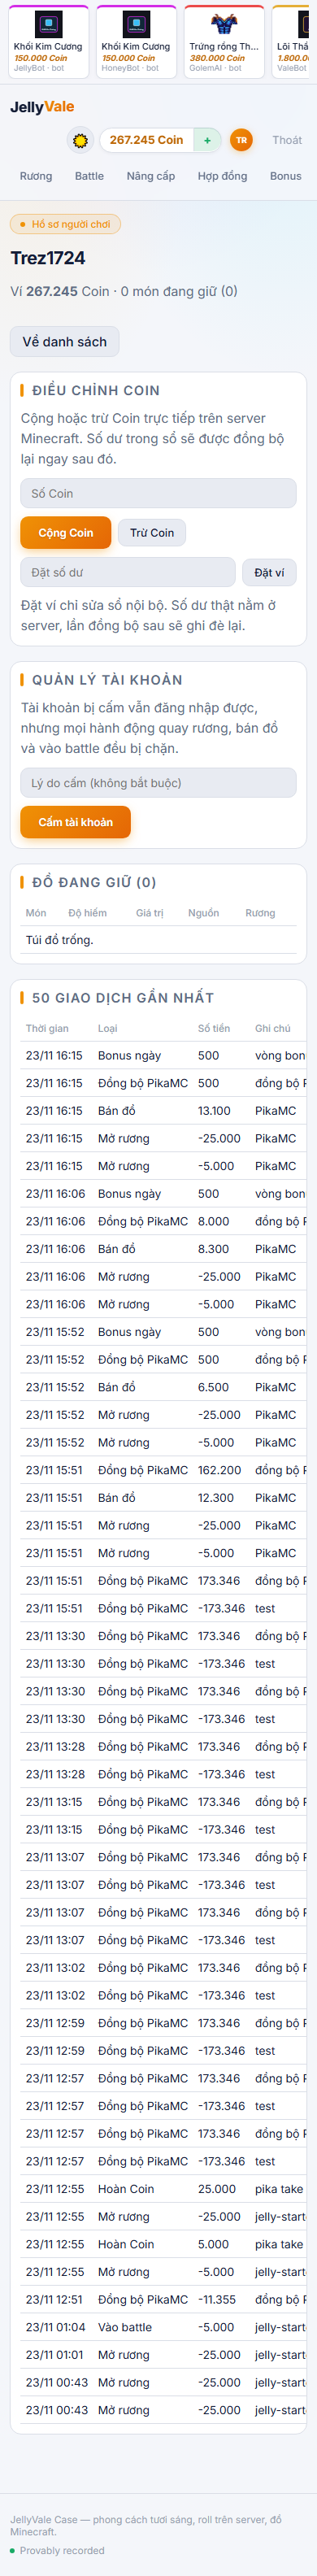 Khối Kim Cương
150.000 Coin
JellyBot · bot
Khối Kim Cương
150.000 Coin
HoneyBot · bot
Trứng rồng Th...
380.000 Coin
GolemAI · bot
Lõi Thầ
1.800.00
ValeBot
JellyVale
267.245 Coin
+
TR
Thoát
Rương Battle Nâng cấp Hợp đồng Bonus
Hồ sơ người chơi
Trez1724
Ví 267.245 Coin · 0 món đang giữ (0)
Về danh sách
ĐIỀU CHỈNH COIN
Cộng hoặc trừ Coin trực tiếp trên server
Minecraft. Số dư trong sổ sẽ được đồng bộ
lại ngay sau đó.
Số Coin
Cộng Coin Trừ Coin
Đặt số dư Đặt ví
Đặt ví chỉ sửa sổ nội bộ. Số dư thật nằm ở
server, lần đồng bộ sau sẽ ghi đè lại.
QUẢN LÝ TÀI KHOẢN
Tài khoản bị cấm vẫn đăng nhập được,
nhưng mọi hành động quay rương, bán đồ
và vào battle đều bị chặn.
Lý do cấm (không bắt buộc)
Cấm tài khoản
ĐỒ ĐANG GIỮ (0)
Món Độ hiếm Giá trị Nguồn Rương
Túi đồ trống.
50 GIAO DỊCH GẦN NHẤT
Thời gian Loại Số tiền Ghi chú
23/11 16:15 Bonus ngày 500 vòng bon
23/11 16:15 Đồng bộ PikaMC 500 đồng bộ P
23/11 16:15 Bán đồ 13.100 PikaMC
23/11 16:15 Mở rương -25.000 PikaMC
23/11 16:15 Mở rương -5.000 PikaMC
23/11 16:06 Bonus ngày 500 vòng bon
23/11 16:06 Đồng bộ PikaMC 8.000 đồng bộ P
23/11 16:06 Bán đồ 8.300 PikaMC
23/11 16:06 Mở rương -25.000 PikaMC
23/11 16:06 Mở rương -5.000 PikaMC
23/11 15:52 Bonus ngày 500 vòng bon
23/11 15:52 Đồng bộ PikaMC 500 đồng bộ P
23/11 15:52 Bán đồ 6.500 PikaMC
23/11 15:52 Mở rương -25.000 PikaMC
23/11 15:52 Mở rương -5.000 PikaMC
23/11 15:51 Đồng bộ PikaMC 162.200 đồng bộ P
23/11 15:51 Bán đồ 12.300 PikaMC
23/11 15:51 Mở rương -25.000 PikaMC
23/11 15:51 Mở rương -5.000 PikaMC
23/11 15:51 Đồng bộ PikaMC 173.346 đồng bộ P
23/11 15:51 Đồng bộ PikaMC -173.346 test
23/11 13:30 Đồng bộ PikaMC 173.346 đồng bộ P
23/11 13:30 Đồng bộ PikaMC -173.346 test
23/11 13:30 Đồng bộ PikaMC 173.346 đồng bộ P
23/11 13:30 Đồng bộ PikaMC -173.346 test
23/11 13:28 Đồng bộ PikaMC 173.346 đồng bộ P
23/11 13:28 Đồng bộ PikaMC -173.346 test
23/11 13:15 Đồng bộ PikaMC 173.346 đồng bộ P
23/11 13:15 Đồng bộ PikaMC -173.346 test
23/11 13:07 Đồng bộ PikaMC 173.346 đồng bộ P
23/11 13:07 Đồng bộ PikaMC -173.346 test
23/11 13:07 Đồng bộ PikaMC 173.346 đồng bộ P
23/11 13:07 Đồng bộ PikaMC -173.346 test
23/11 13:02 Đồng bộ PikaMC 173.346 đồng bộ P
23/11 13:02 Đồng bộ PikaMC -173.346 test
23/11 12:59 Đồng bộ PikaMC 173.346 đồng bộ P
23/11 12:59 Đồng bộ PikaMC -173.346 test
23/11 12:57 Đồng bộ PikaMC 173.346 đồng bộ P
23/11 12:57 Đồng bộ PikaMC -173.346 test
23/11 12:57 Đồng bộ PikaMC 173.346 đồng bộ P
23/11 12:57 Đồng bộ PikaMC -173.346 test
23/11 12:55 Hoàn Coin 25.000 pika take
23/11 12:55 Mở rương -25.000 jelly-start
23/11 12:55 Hoàn Coin 5.000 pika take
23/11 12:55 Mở rương -5.000 jelly-start
23/11 12:51 Đồng bộ PikaMC -11.355 đồng bộ P
23/11 01:04 Vào battle -5.000 jelly-start
23/11 01:01 Mở rương -25.000 jelly-start
23/11 00:43 Mở rương -25.000 jelly-start
23/11 00:43 Mở rương -25.000 jelly-start
JellyVale Case — phong cách tươi sáng, roll trên server, đồ
Minecraft.
Provably recorded